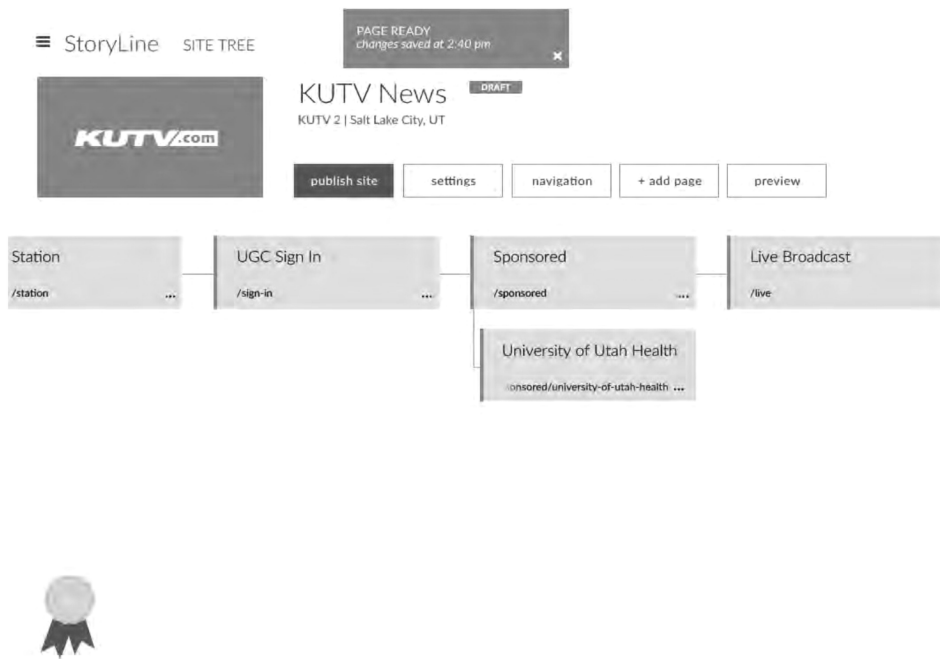 PAGE READY
changes saved at 2:40 pm
StoryLine SITE TREE
KUTV.com
KUTV News DRAFT
KUTV 2 | Salt Lake City, UT
publish site
settings
navigation
+ add page
preview
Station
/station
...
UGC Sign In
/sign-in
...
Sponsored
/sponsored
...
Live Broadcast
/live
University of Utah Health
onsored/university-of-utah-health ...